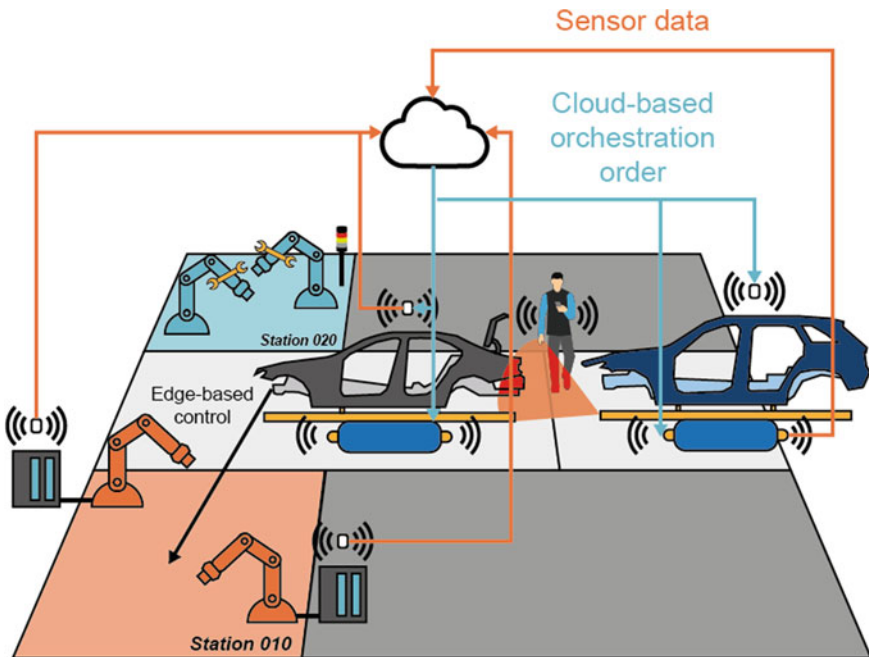 Sensor data
Cloud-based
orchestration
order
Station 020
Edge-based
control
Station 010